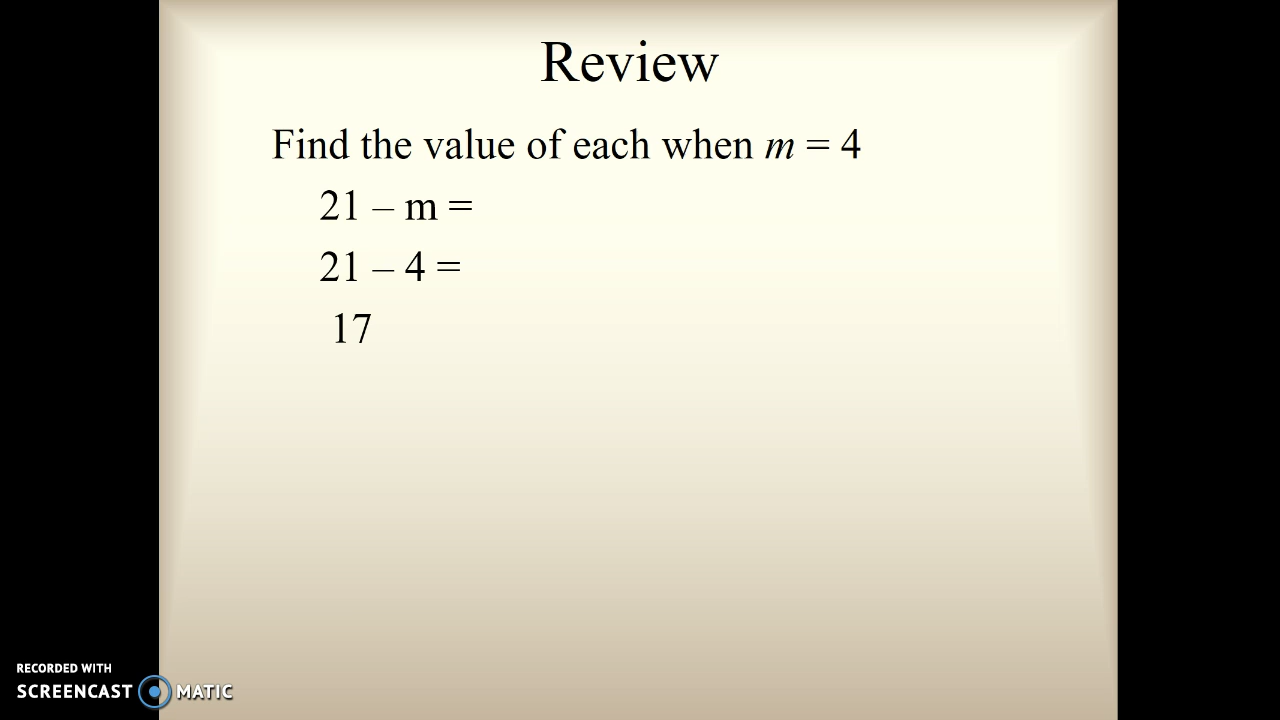 Review
Find the value of each when m = 4
21 – m =
21 – 4 =
17
RECORDED WITH
SCREENCAST MATIC